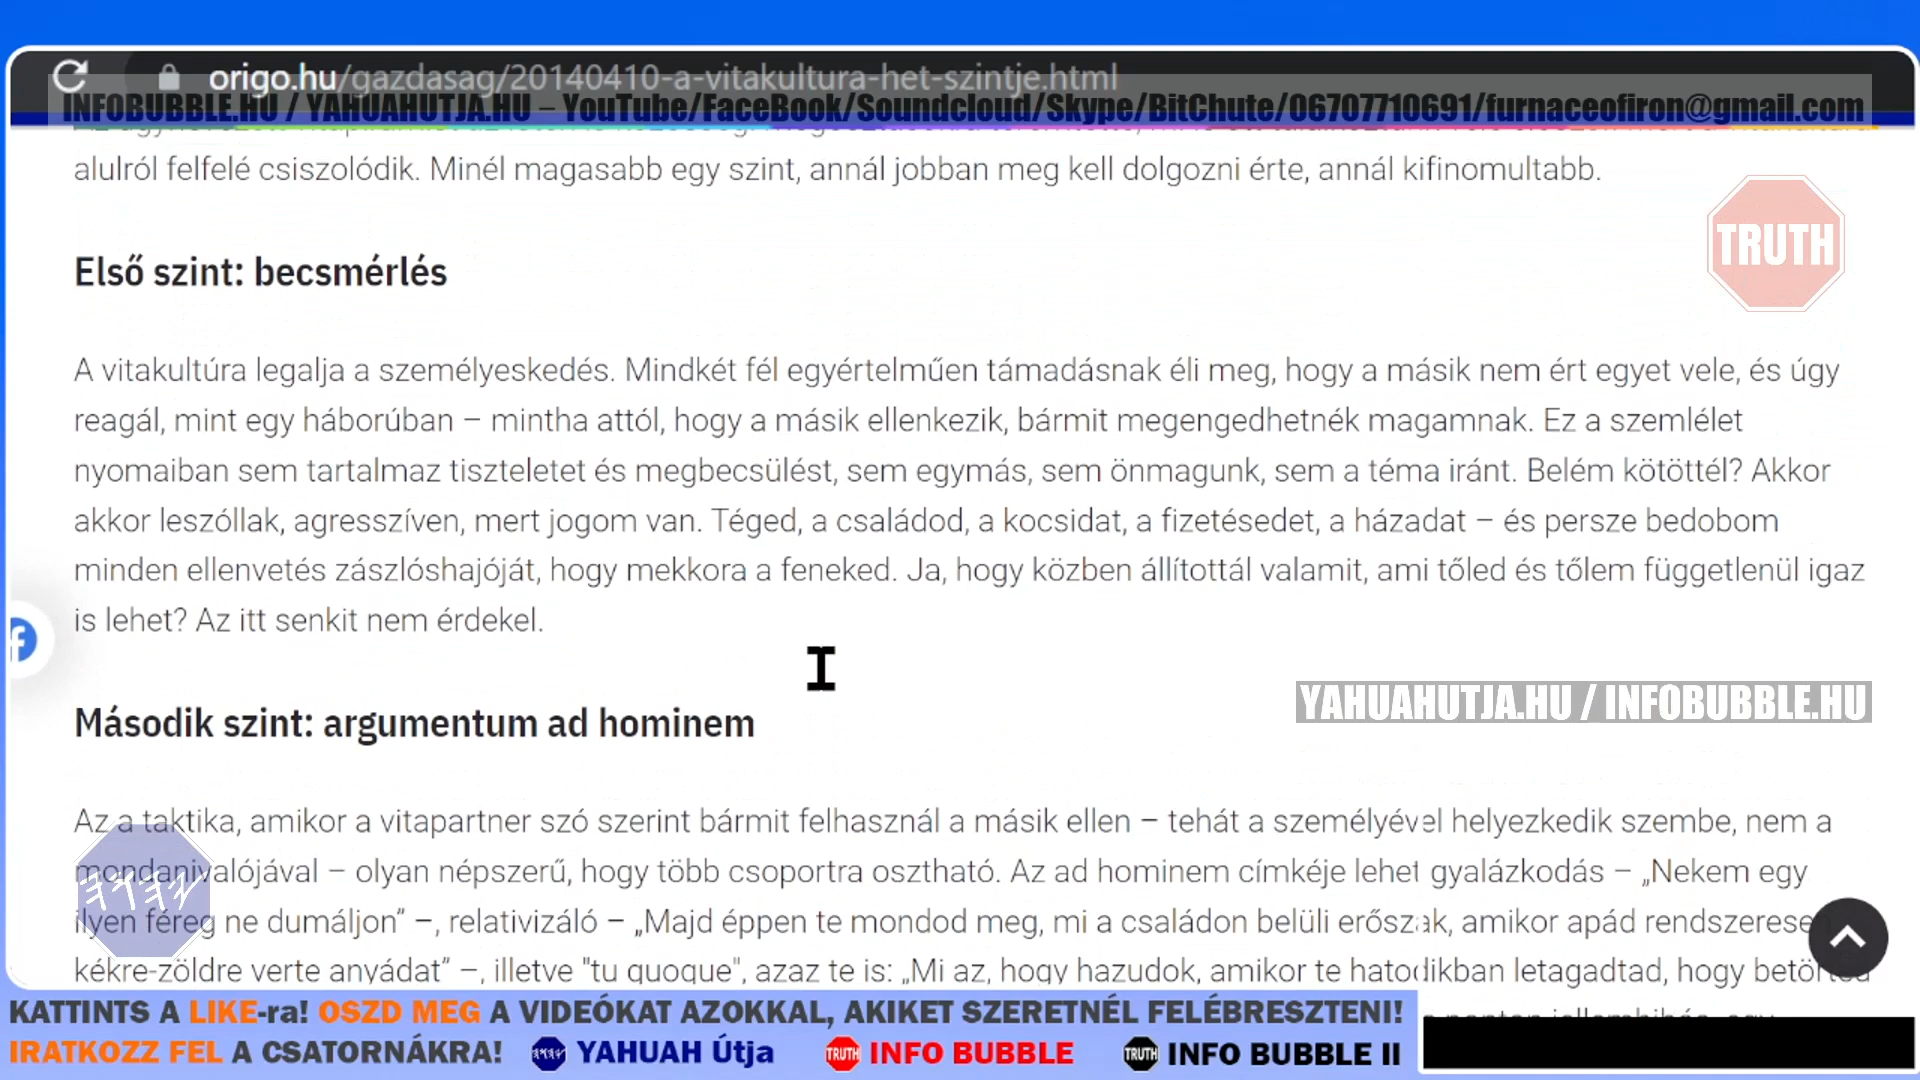 origo.hu/gazdasag/20140410-a-vitakultura-het-szintje.html
INFOBUBBLE.HU / YAHUAHUTJA.HU – YouTube/FaceBook/Soundcloud/Skype/BitChute/06707710691/furnaceofiron@gmail.com
alulról felfelé csiszolódik. Minél magasabb egy szint, annál jobban meg kell dolgozni érte, annál kifinomultabb.
TRUTH
Első szint: becsmérlés
A vitakultúra legalja a személyeskedés. Mindkét fél egyértelműen támadásnak éli meg, hogy a másik nem ért egyet vele, és úgy
reagál, mint egy háborúban – mintha attól, hogy a másik ellenkezik, bármit megengedhetnék magamnak. Ez a szemlélet
nyomaiban sem tartalmaz tiszteletet és megbecsülést, sem egymás, sem önmagunk, sem a téma iránt. Belém kötöttél? Akkor
akkor leszóllak, agresszíven, mert jogom van. Téged, a családod, a kocsidat, a fizetésedet, a házadat – és persze bedobom
minden ellenvetés zászlóshajóját, hogy mekkora a feneked. Ja, hogy közben állítottál valamit, ami tőled és tőlem függetlenül igaz
is lehet? Az itt senkit nem érdekel.
YAHUAHUTJA.HU / INFOBUBBLE.HU
Második szint: argumentum ad hominem
Az a taktika, amikor a vitapartner szó szerint bármit felhasznál a másik ellen – tehát a személyével helyezkedik szembe, nem a
mondanivalójával – olyan népszerű, hogy több csoportra osztható. Az ad hominem címkéje lehet gyalázkodás – „Nekem egy
ilyen féreg ne dumáljon” –, relativizáló – „Majd éppen te mondod meg, mi a családon belüli erőszak, amikor apád rendszeresen
kékre-zöldre verte anyádat” –, illetve "tu quoque", azaz te is: „Mi az, hogy hazudok, amikor te hatodikban letagadtad, hogy betörted
KATTINTS A LIKE-ra! OSZD MEG A VIDEÓKAT AZOKKAL, AKIKET SZERETNÉL FELÉBRESZTENI!
IRATKOZZ FEL A CSATORNÁKRA! YAHUAH Útja TRUTH INFO BUBBLE TRUTH INFO BUBBLE II